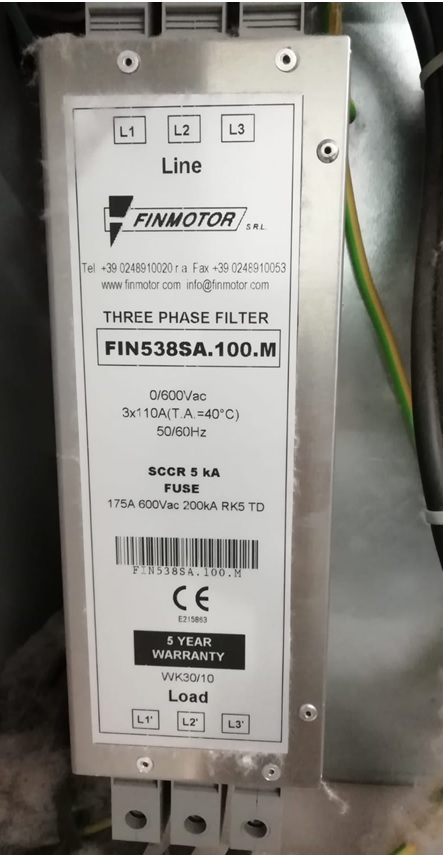 L1 L2 L3
Line
FINMOTOR S.R.L.
Tel +39 0248910020 r a Fax +39 0248910053
www.finmotor com info@finmotor com
THREE PHASE FILTER
FIN538SA.100.M
0/600Vac
3x110A(T.A.=40°C)
50/60Hz
SCCR 5 kA
FUSE
175A 600Vac 200kA RK5 TD
FIN538SA.100.M
CE
E215863
5 YEAR
WARRANTY
WK30/10
Load
L1' L2' L3'